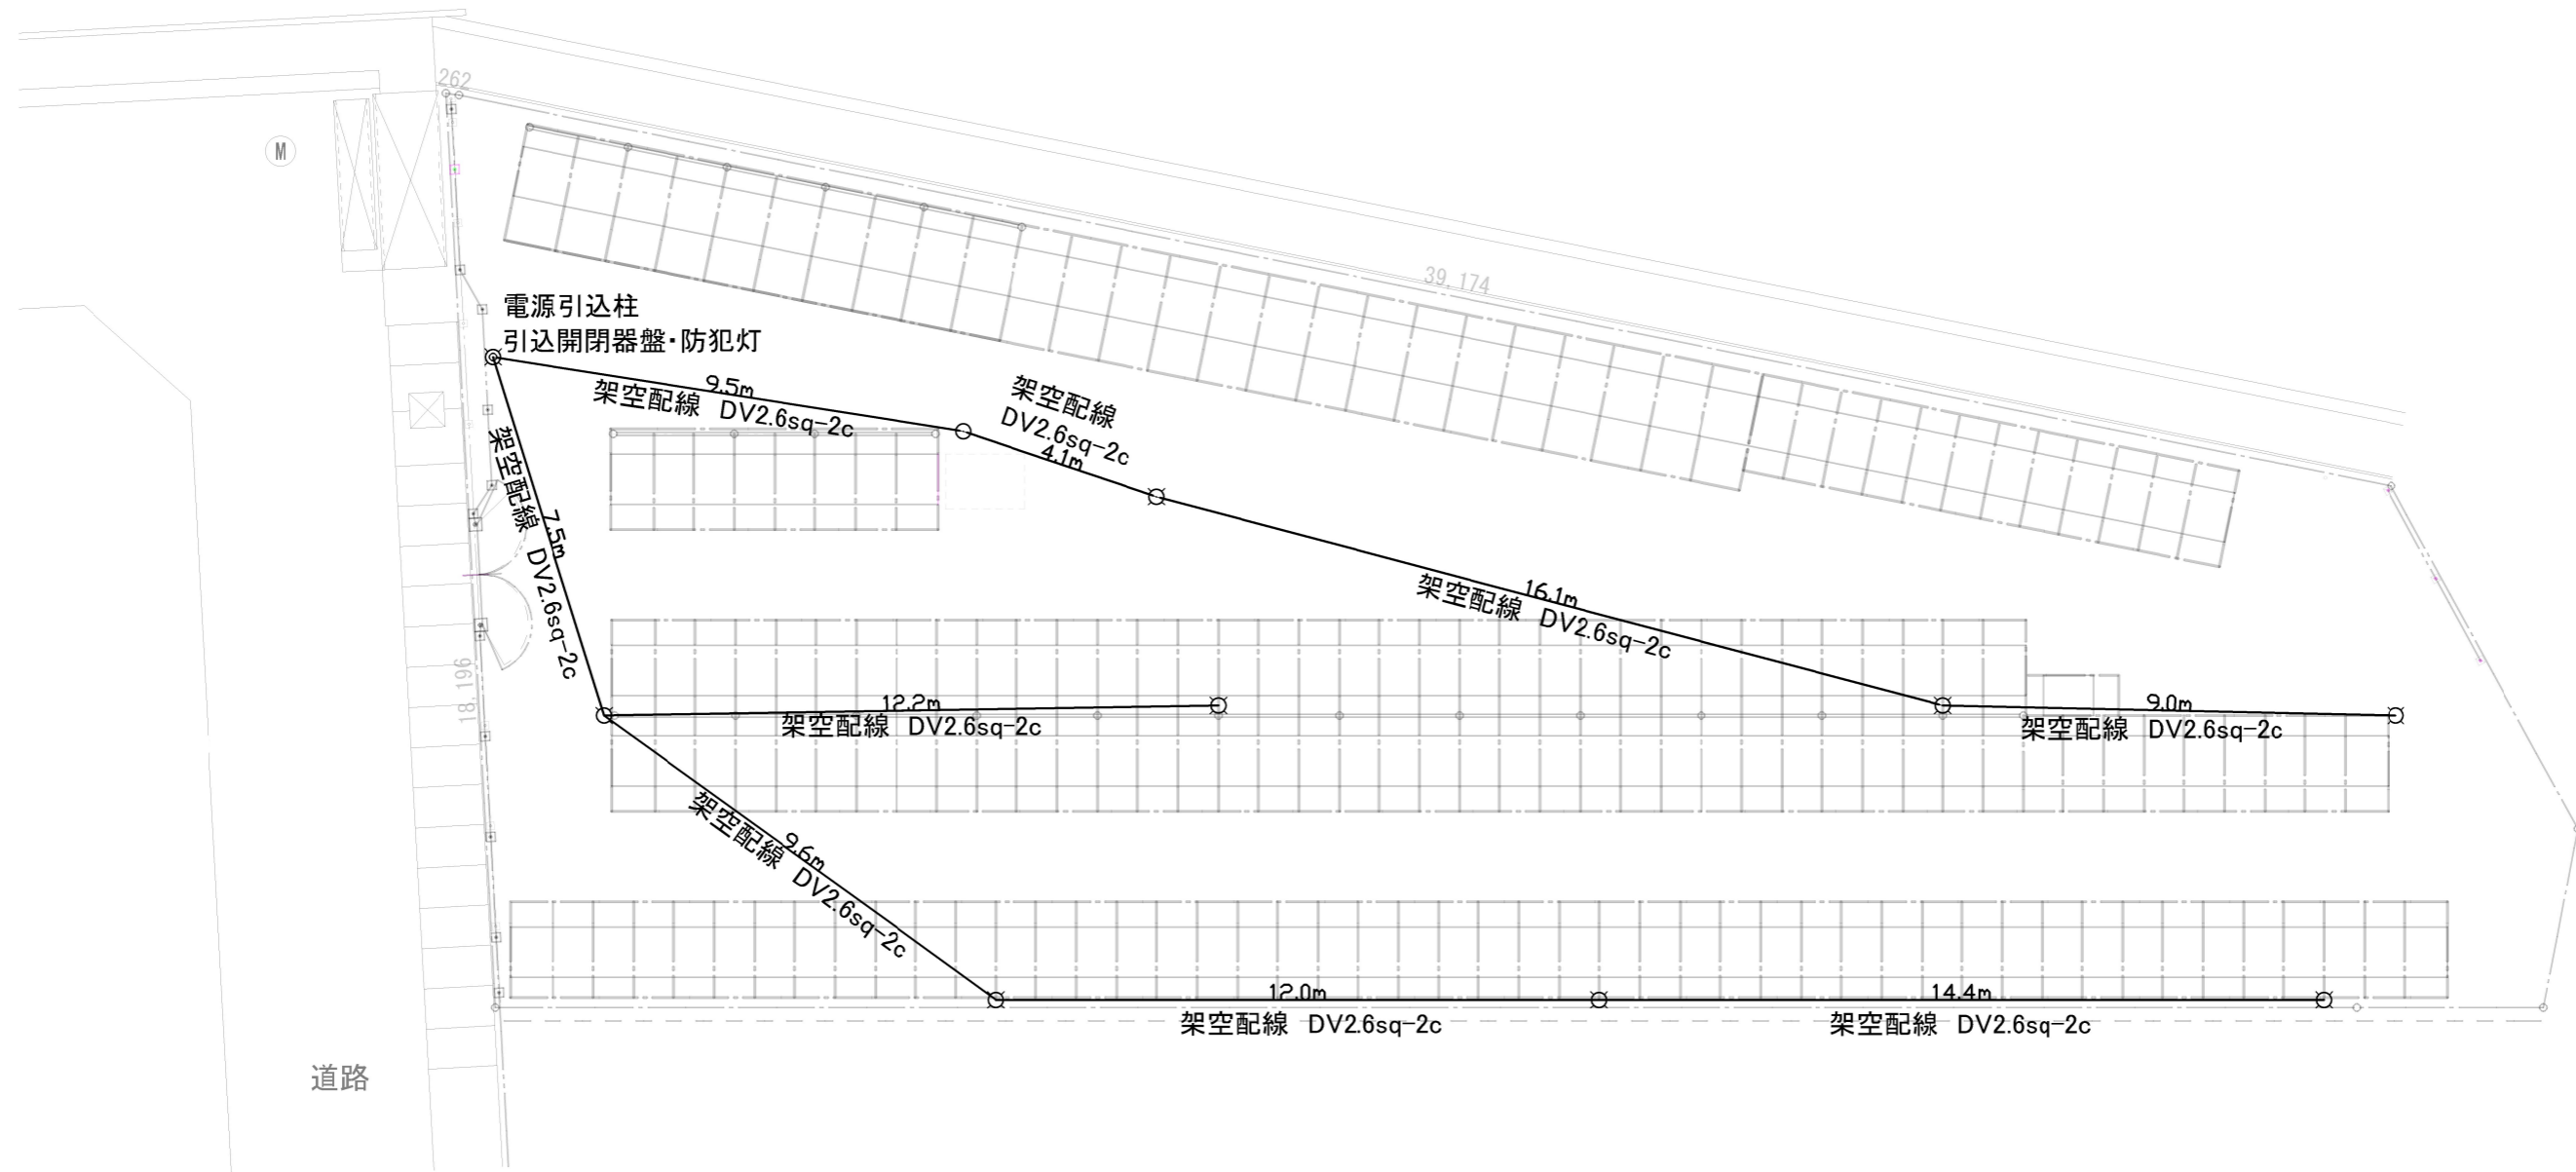 262
M
39,174
電源引込柱
引込開閉器盤・防犯灯
9.5m
架空配線 DV2.6sq-2c
架空配線
DV2.6sq-2c
4.1m
架空配線 DV2.6sq-2c
7.5m
16.1m
架空配線 DV2.6sq-2c
18,196
12.2m
架空配線 DV2.6sq-2c
9.0m
架空配線 DV2.6sq-2c
9.6m
架空配線 DV2.6sq-2c
12.0m
架空配線 DV2.6sq-2c
14.4m
架空配線 DV2.6sq-2c
道路